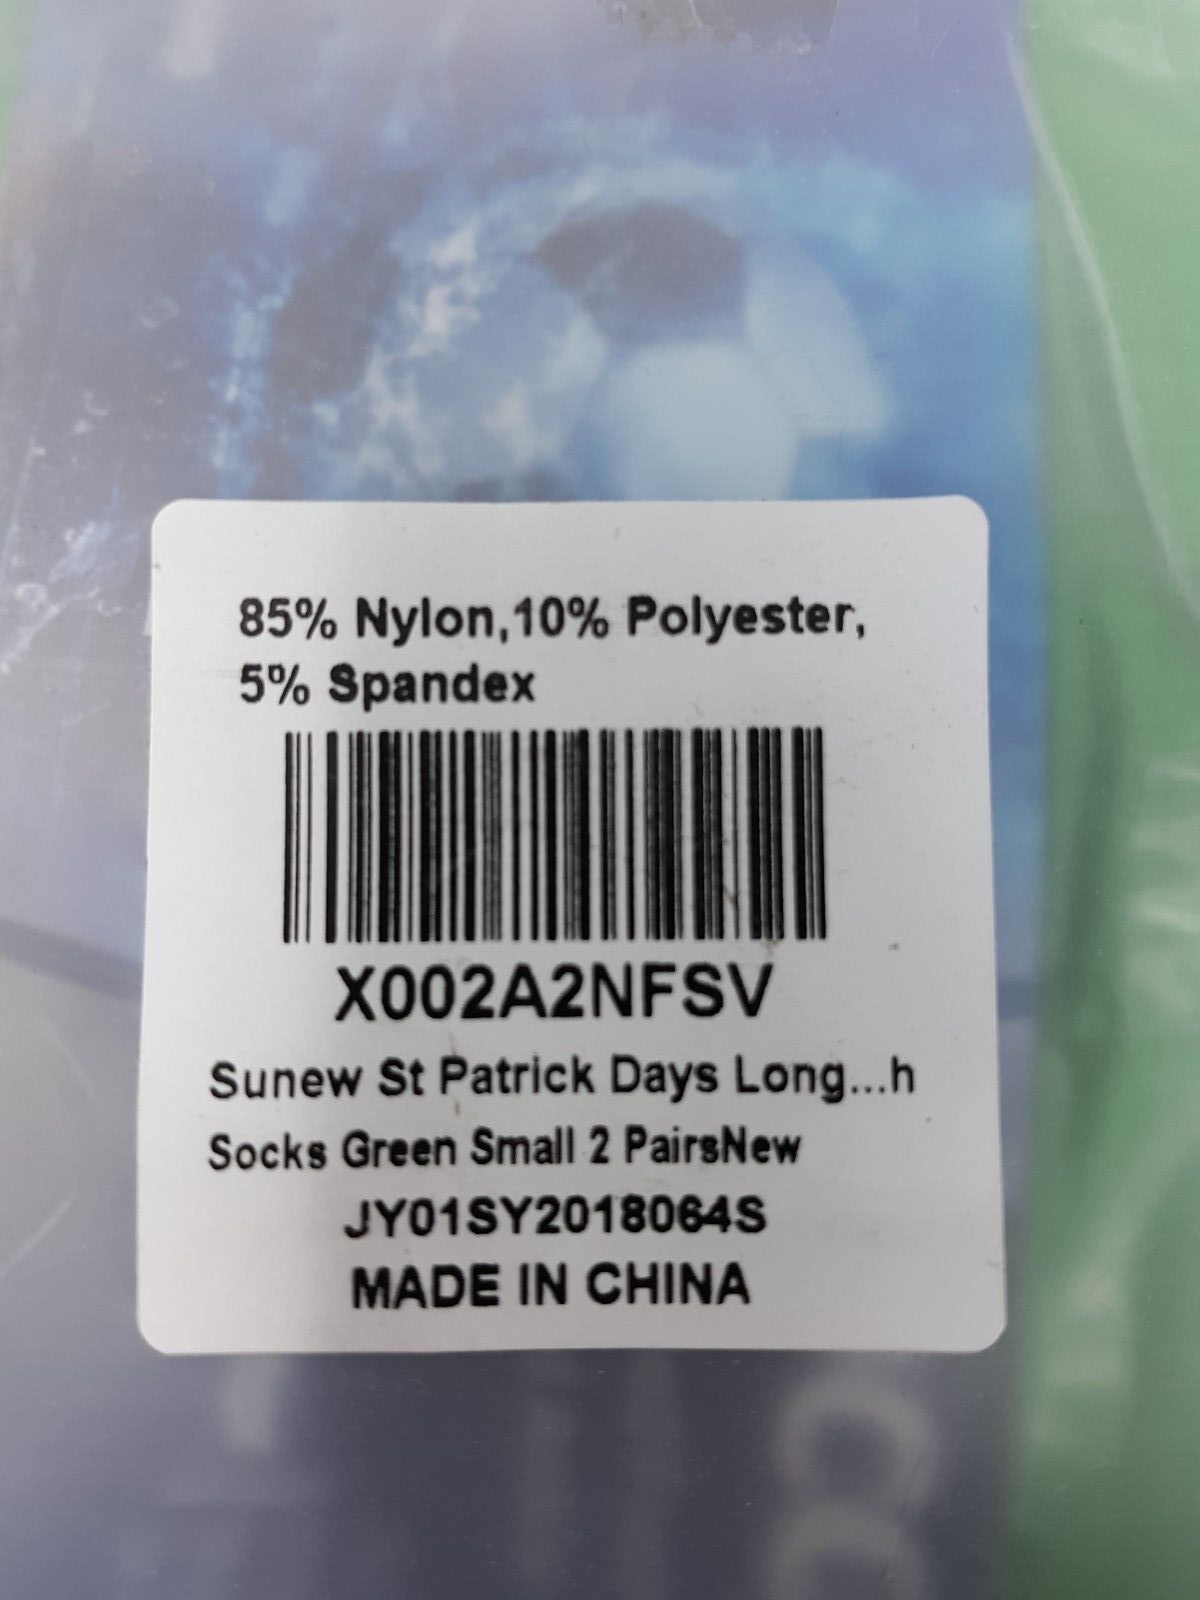 85% Nylon,10% Polyester,
5% Spandex
X002A2NFSV
Sunew St Patrick Days Long...h
Socks Green Small 2 PairsNew
JY01SY2018064S
MADE IN CHINA